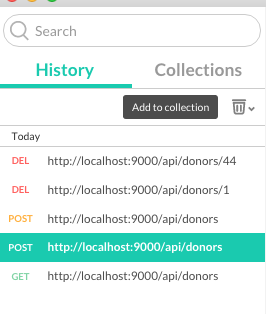 Search
History Collections
Add to collection
Today
DEL http://localhost:9000/api/donors/44
DEL http://localhost:9000/api/donors/1
POST http://localhost:9000/api/donors
POST http://localhost:9000/api/donors
GET http://localhost:9000/api/donors